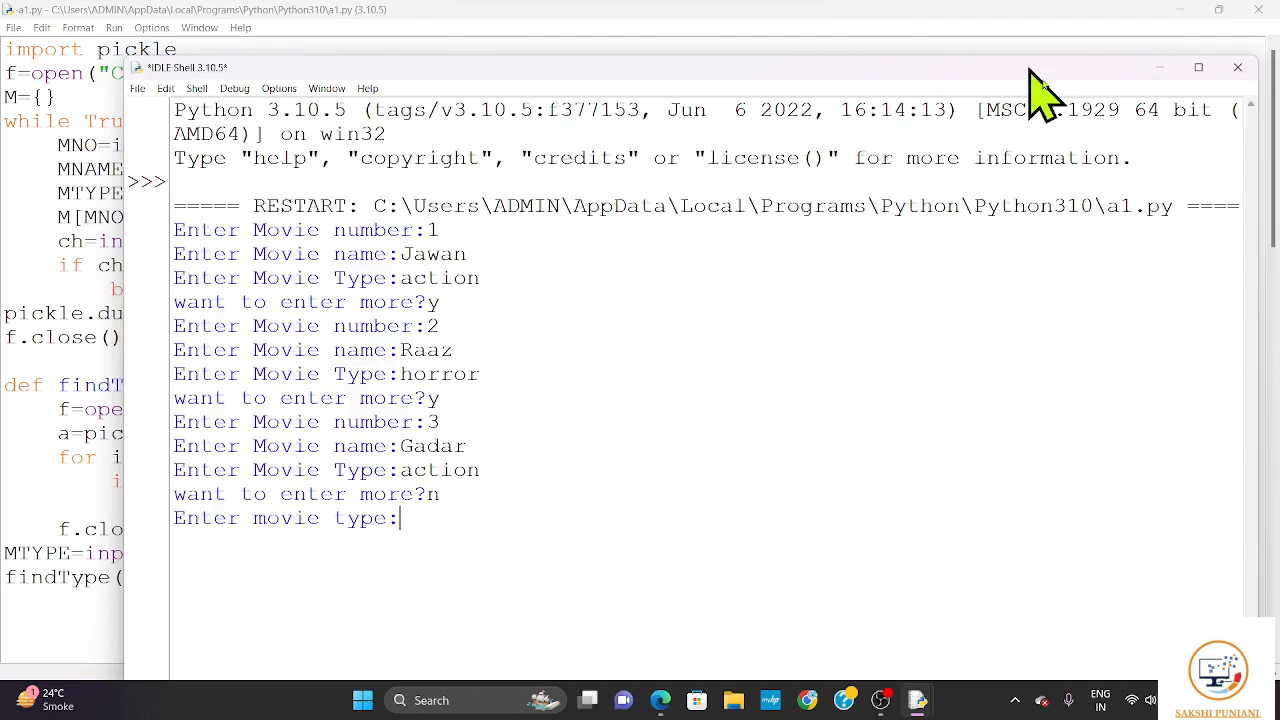 a1.py - C:\Users\ADMIN\AppData\Local\Programs\Python\Python310\a1.py (3.10.5)
File Edit Format Run Options Window Help
import pickle
f=open("C
M={}
while Tru
MNO=i
MNAME
MTYPE
M[MNO
ch=in
if ch
b
pickle.du
f.close()
def findT
f=ope
a=pic
for i
i
f.clo
MTYPE=inp
findType(
*IDLE Shell 3.10.5*
File Edit Shell Debug Options Window Help
Python 3.10.5 (tags/v3.10.5:f377153, Jun 6 2022, 16:14:13) [MSC 1929 64 bit (
AMD64)] on win32
Type "help", "copyright", "credits" or "license()" for more information.
>>>
===== RESTART: C:\Users\ADMIN\AppData\Local\Programs\Python\Python310\a1.py ====
Enter Movie number:1
Enter Movie name:Jawan
Enter Movie Type:action
want to enter more?y
Enter Movie number:2
Enter Movie name:Raaz
Enter Movie Type:horror
want to enter more?y
Enter Movie number:3
Enter Movie name:Gadar
Enter Movie Type:action
want to enter more?n
Enter movie type:
24°C
Smoke
Search
ENG
IN
SAKSHI PUNIANI